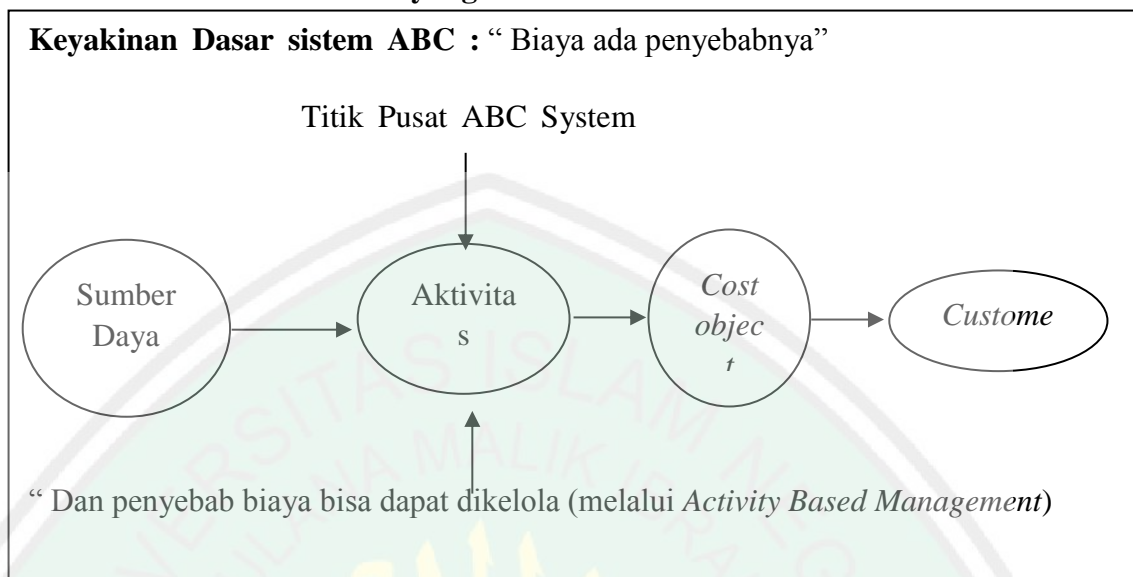 Keyakinan Dasar sistem ABC : “ Biaya ada penyebabnya”
Titik Pusat ABC System
Sumber
Daya
Aktivita
s
Cost
objec
t
Custome
“ Dan penyebab biaya bisa dapat dikelola (melalui Activity Based Management)